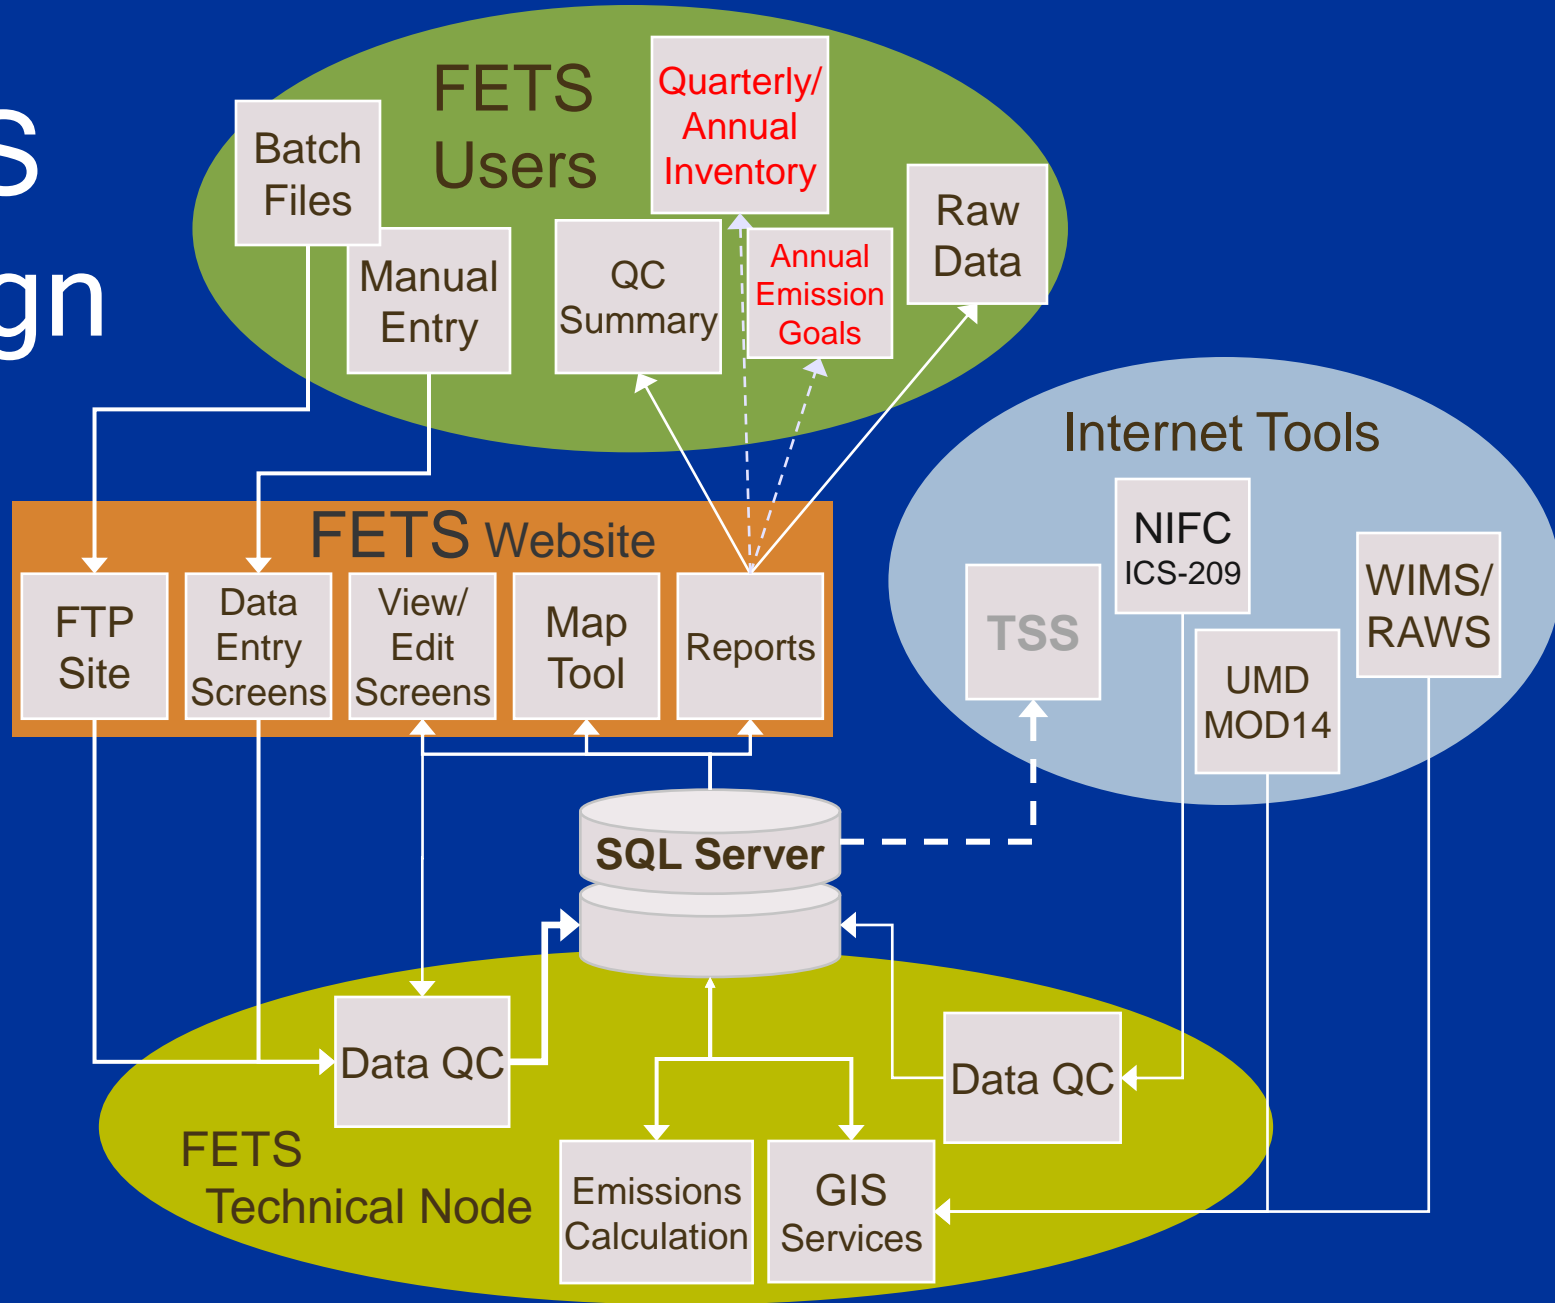 S
gn
FETS
Users
Batch
Files
Manual
Entry
Quarterly/
Annual
Inventory
QC
Summary
Annual
Emission
Goals
Raw
Data
Internet Tools
NIFC
ICS-209
TSS
UMD
MOD14
WIMS/
RAWS
FETS Website
FTP
Site
Data
Entry
Screens
View/
Edit
Screens
Map
Tool
Reports
SQL Server
Data QC
Data QC
FETS
Technical Node
Emissions
Calculation
GIS
Services